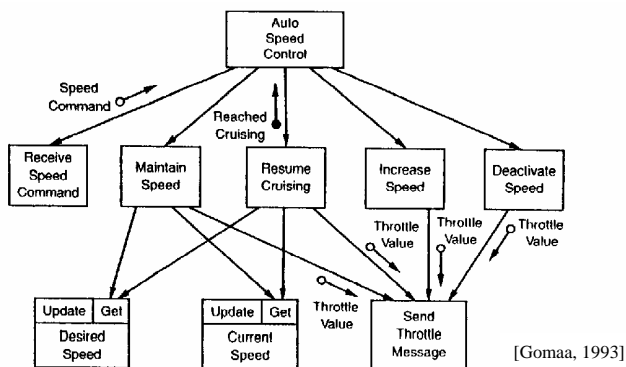 Auto
Speed
Control
Speed
Command
Reached
Cruising
Receive
Speed
Command
Maintain
Speed
Resume
Cruising
Increase
Speed
Deactivate
Speed
Throttle
Value
Throttle
Value
Throttle
Value
Throttle
Value
Update Get
Desired
Speed
Update Get
Current
Speed
Send
Throttle
Message
[Gomaa, 1993]